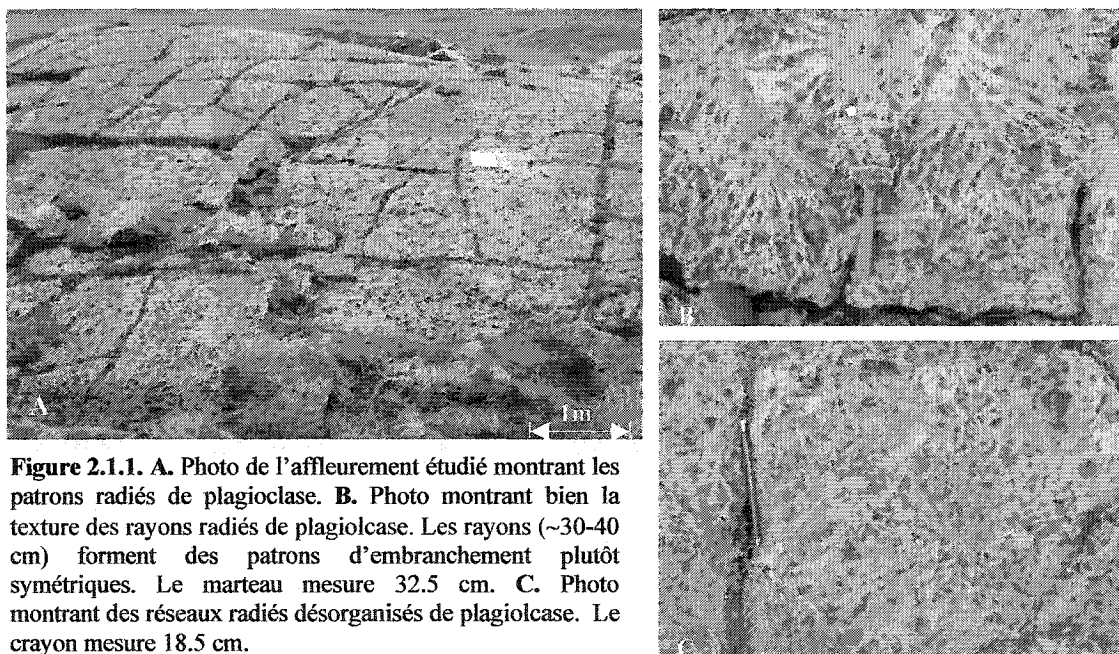 A
1m
B
C
Figure 2.1.1. A. Photo de l'affleurement étudié montrant les
patrons radiés de plagioclase. B. Photo montrant bien la
texture des rayons radiés de plagiolcase. Les rayons (~30-40
cm) forment des patrons d'embranchement plutôt
symétriques. Le marteau mesure 32.5 cm. C. Photo
montrant des réseaux radiés désorganisés de plagiolcase. Le
crayon mesure 18.5 cm.